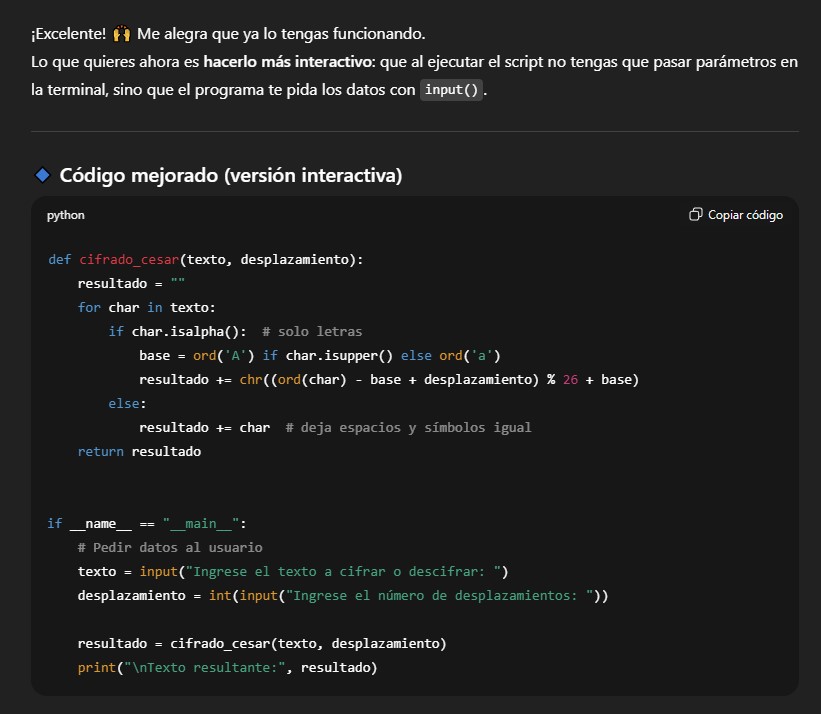 ¡Excelente! 🙌 Me alegra que ya lo tengas funcionando.
Lo que quieres ahora es hacerlo más interactivo: que al ejecutar el script no tengas que pasar parámetros en
la terminal, sino que el programa te pida los datos con input().
🔹 Código mejorado (versión interactiva)
python
Copiar código
def cifrado_cesar(texto, desplazamiento):
    resultado = ""
    for char in texto:
        if char.isalpha():  # solo letras
            base = ord('A') if char.isupper() else ord('a')
            resultado += chr((ord(char) - base + desplazamiento) % 26 + base)
        else:
            resultado += char  # deja espacios y símbolos igual
    return resultado
if __name__ == "__main__":
    # Pedir datos al usuario
    texto = input("Ingrese el texto a cifrar o descifrar: ")
    desplazamiento = int(input("Ingrese el número de desplazamientos: "))
    resultado = cifrado_cesar(texto, desplazamiento)
    print("\nTexto resultante:", resultado)